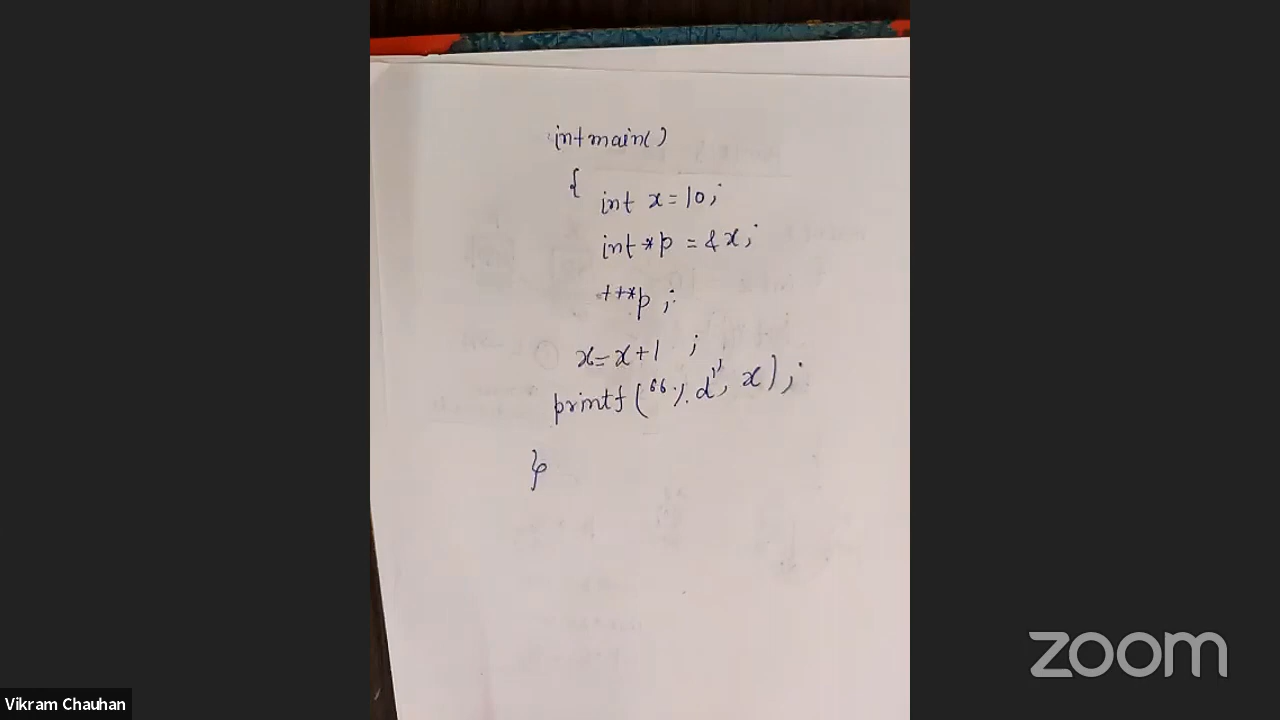 int main()
{
int x = 10;
int *p = &x;
++*p;
x = x+1 ;
printf("%d", x);
}
zoom
Vikram Chauhan